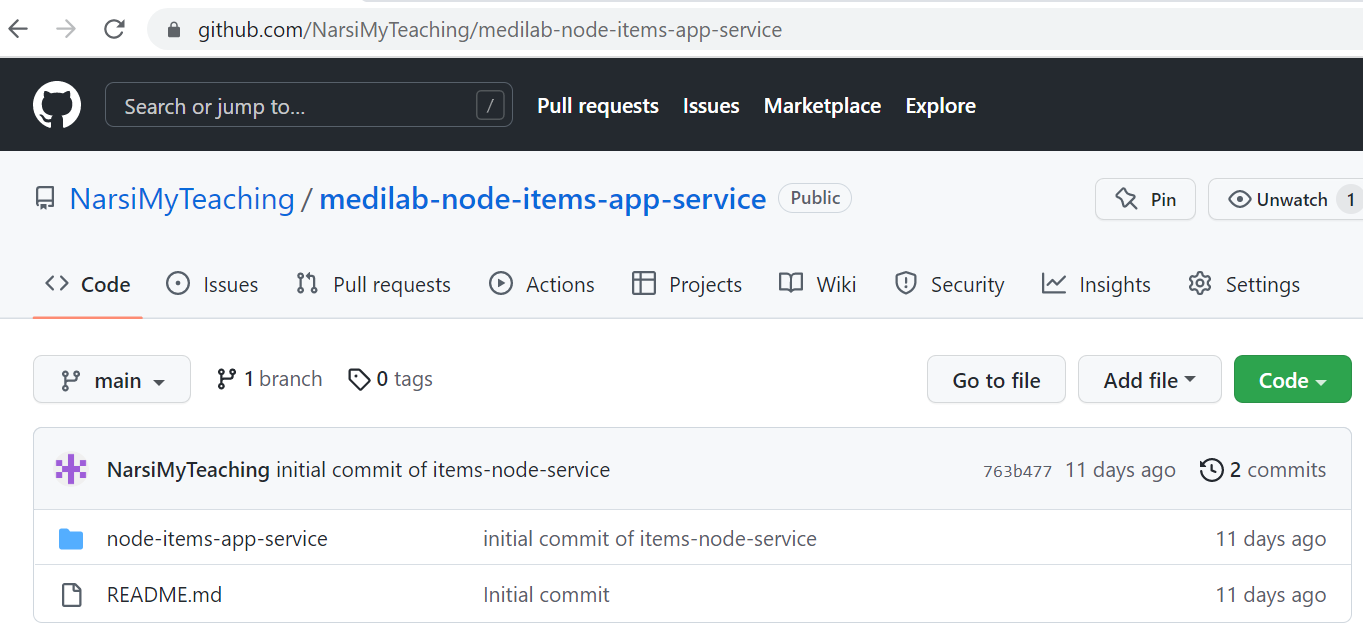 github.com/NarsiMyTeaching/medilab-node-items-app-service
Search or jump to... / Pull requests Issues Marketplace Explore
NarsiMyTeaching / medilab-node-items-app-service Public Pin Unwatch 1
Code Issues Pull requests Actions Projects Wiki Security Insights Settings
main 1 branch 0 tags Go to file Add file Code
NarsiMyTeaching initial commit of items-node-service 763b477 11 days ago 2 commits
node-items-app-service initial commit of items-node-service 11 days ago
README.md Initial commit 11 days ago